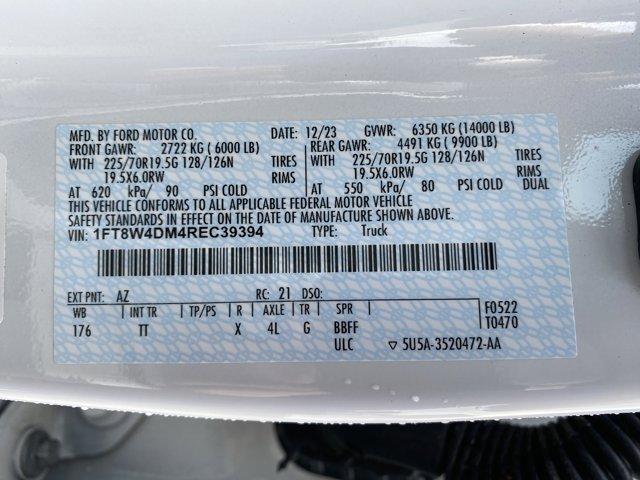 MFD. BY FORD MOTOR CO. DATE: 12/23 GVWR: 6350 KG (14000 LB)
FRONT GAWR: 2722 KG ( 6000 LB) REAR GAWR: 4491 KG ( 9900 LB)
WITH 225/70R19.5G 128/126N TIRES WITH 225/70R19.5G 128/126N TIRES
19.5X6.0RW RIMS 19.5X6.0RW RIMS
AT 620 kPa/ 90 PSI COLD AT 550 kPa/ 80 PSI COLD DUAL
THIS VEHICLE CONFORMS TO ALL APPLICABLE FEDERAL MOTOR VEHICLE
SAFETY STANDARDS IN EFFECT ON THE DATE OF MANUFACTURE SHOWN ABOVE.
VIN: 1FT8W4DM4REC39394 TYPE: Truck
EXT PNT: AZ RC: 21 DSO: F0522
WB INT TR TP/PS R AXLE TR SPR T0470
176 TT X 4L G BBFF
ULC ▽ 5U5A-3520472-AA